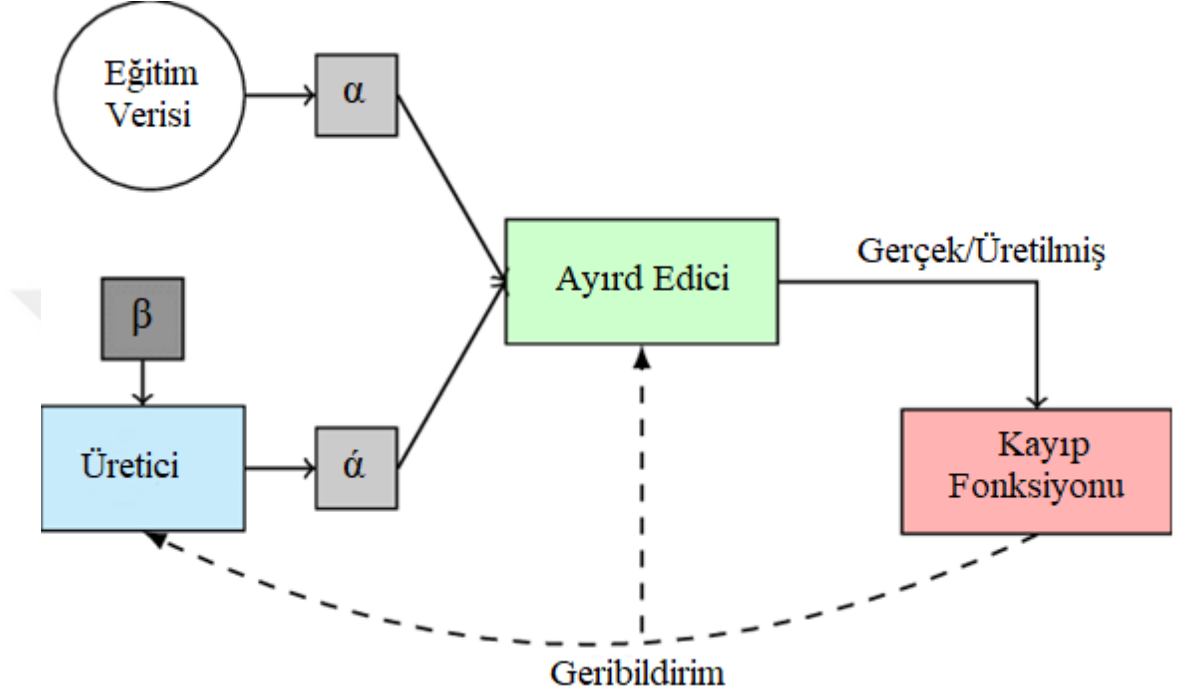 Eğitim
Verisi
α
Ayırd Edici
Gerçek/Üretilmiş
β
Üretici
ά
Kayıp
Fonksiyonu
Geribildirim